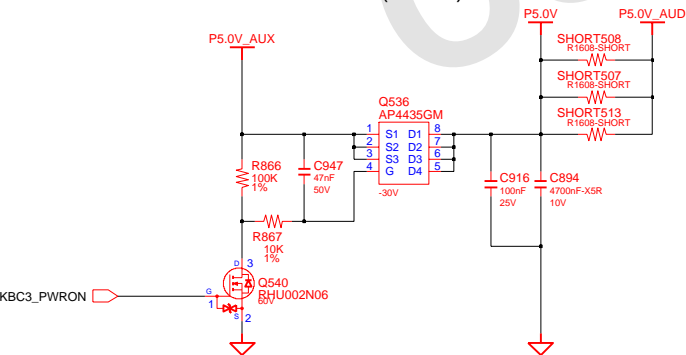 P5.0V P5.0V_AUD
P5.0V_AUX
SHORT508
R1608-SHORT
SHORT507
R1608-SHORT
SHORT513
R1608-SHORT
Q536
AP4435GM
1 S1 D1 8
2 S2 D2 7
3 S3 D3 6
4 G D4 5
-30V
R866
100K
1%
C947
47nF
50V
C916
100nF
25V
C894
4700nF-X5R
10V
R867
10K
1%
D 3
Q540
RHU002N06
60V
KBC3_PWRON
G
1
S 2